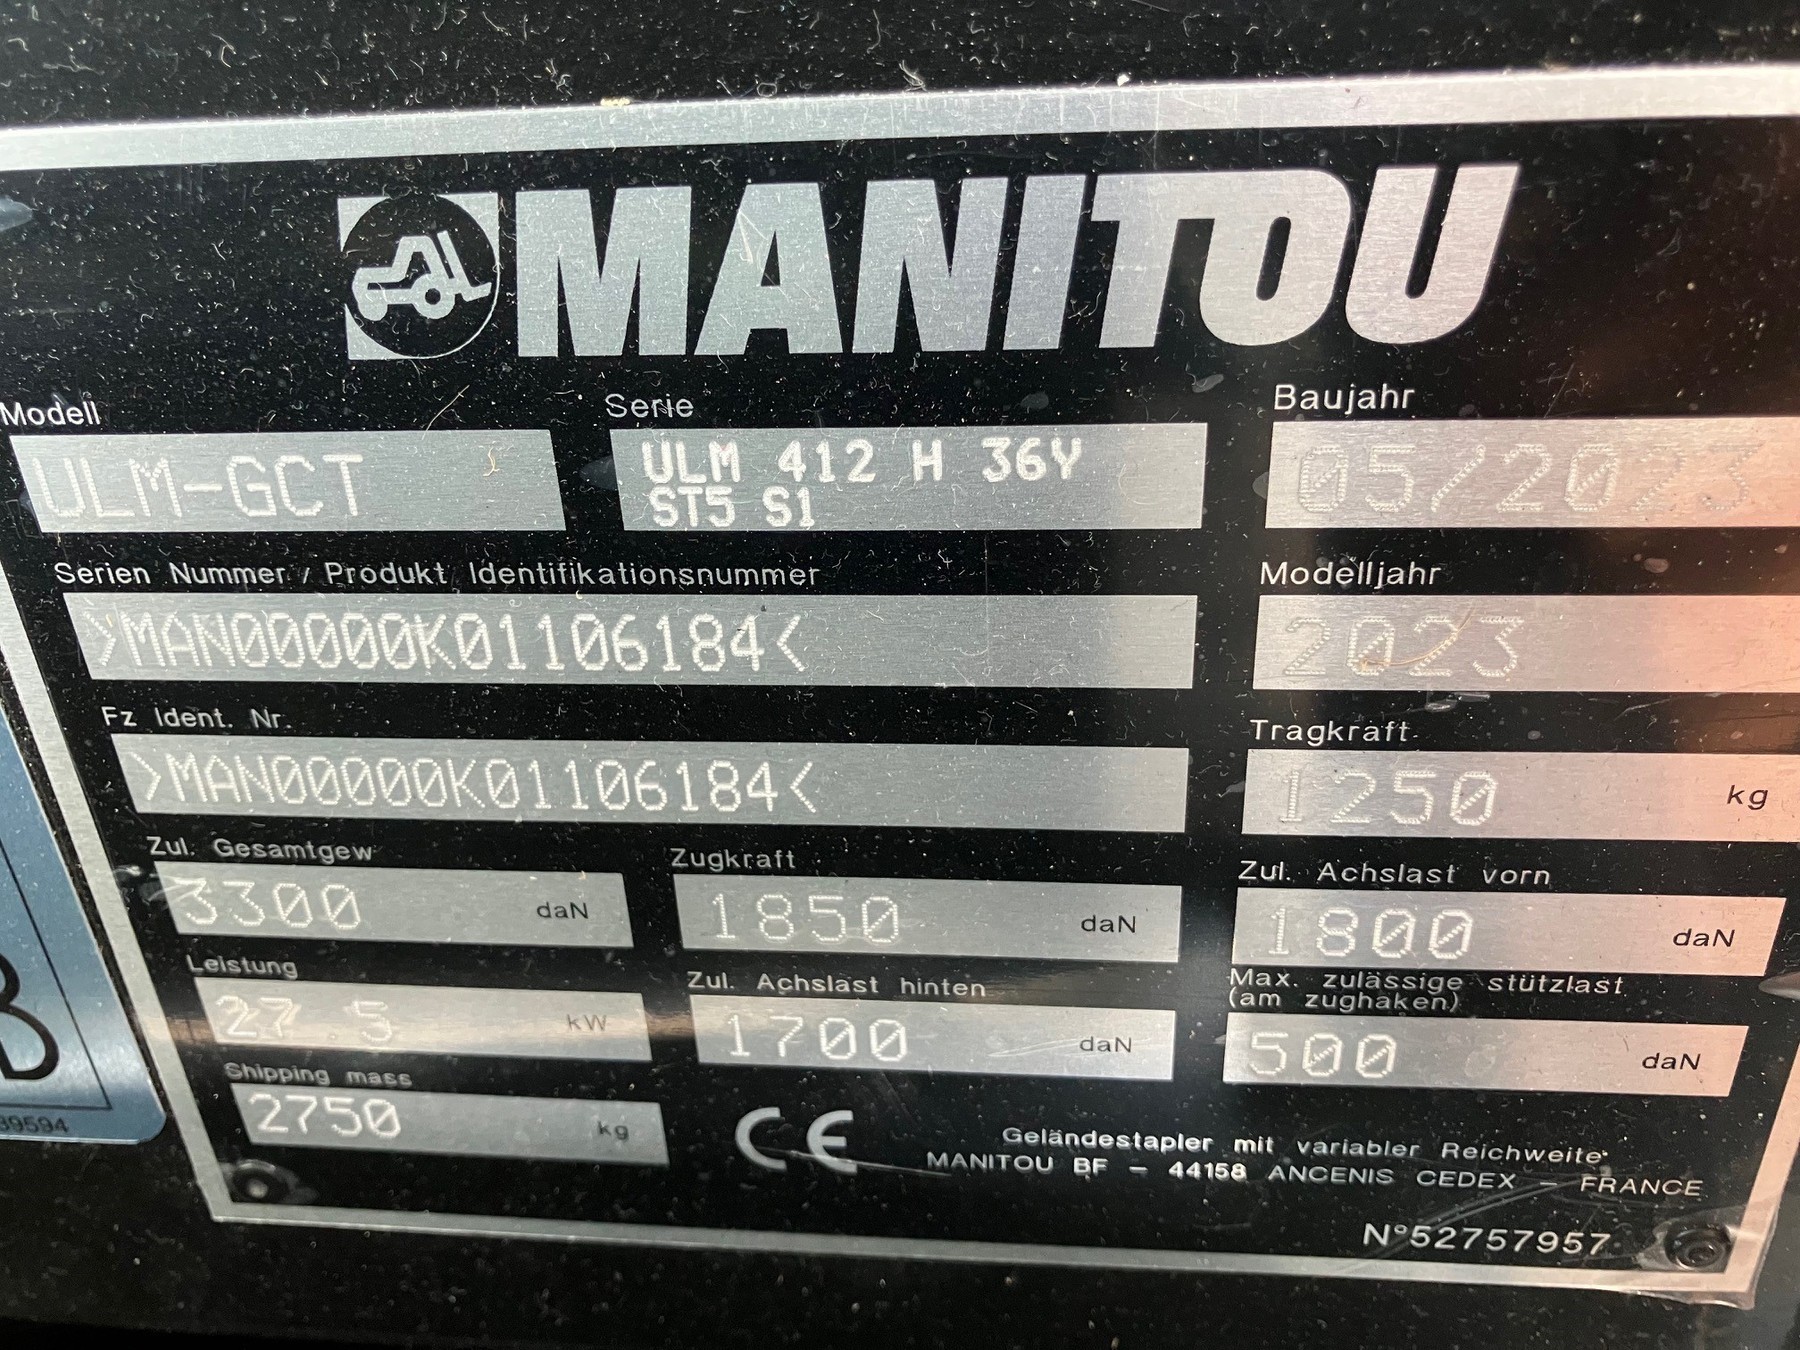 MANITOU
Modell
ULM-GCT
Serie
ULM 412 H 36Y
ST5 S1
Baujahr
05/2023
Serien Nummer / Produkt Identifikationsnummer
>MAN00000K01106184<
Modelljahr
2023
Fz Ident. Nr.
>MAN00000K01106184<
Tragkraft
1250 kg
Zul. Gesamtgew
3300 daN
Zugkraft
1850 daN
Zul. Achslast vorn
1800 daN
Leistung
27.5 kW
Zul. Achslast hinten
1700 daN
Max. zulässige stützlast
(am zughaken)
500 daN
Shipping mass
2750 kg
CE
Geländestapler mit variabler Reichweite
MANITOU BF - 44158 ANCENIS CEDEX - FRANCE
N°52757957
39594